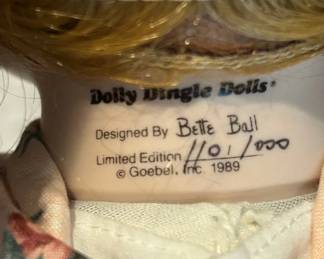 Dolly Dingle Dolls
Designed By Bette Ball
Limited Edition 1101/1000
© Goebel, Inc. 1989